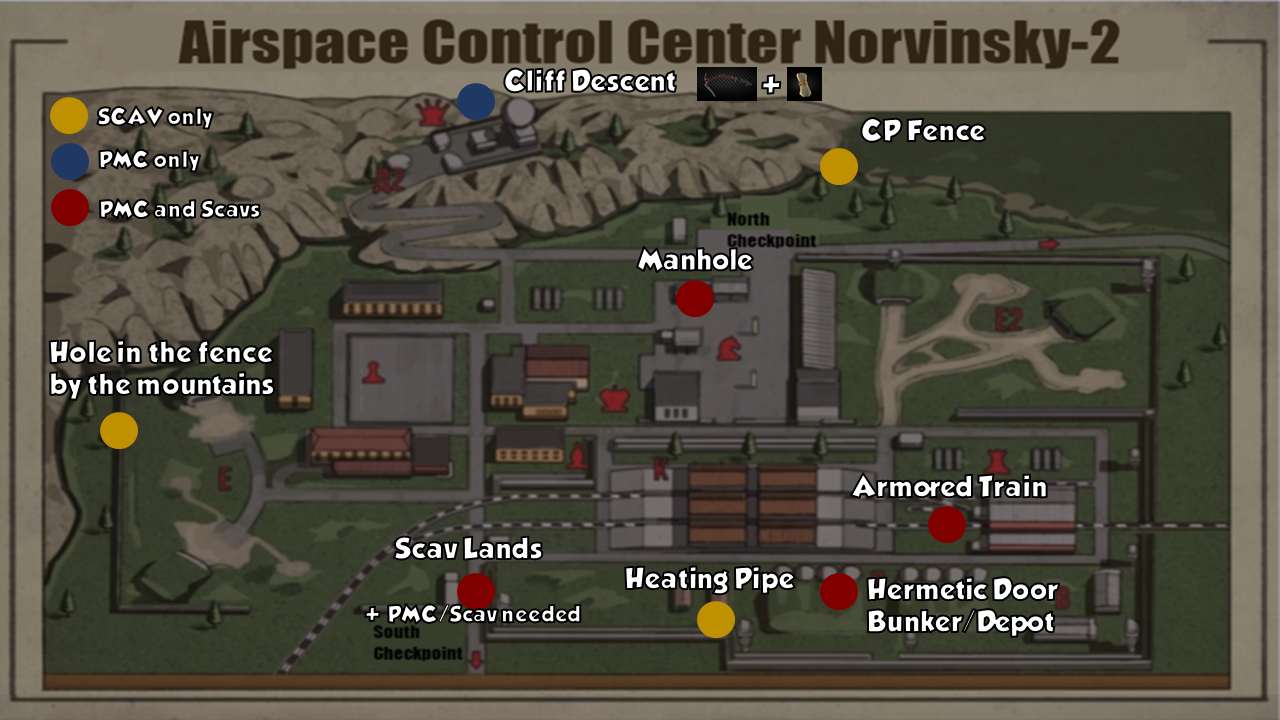 Airspace Control Center Norvinsky-2
Cliff Descent +
SCAV only
PMC only
PMC and Scavs
CP Fence
Д2
North
Checkpoint
Manhole
E2
Hole in the fence
by the mountains
E
K
Armored Train
Scav Lands
+ PMC/Scav needed
Heating Pipe
Hermetic Door
Bunker/Depot
South
Checkpoint